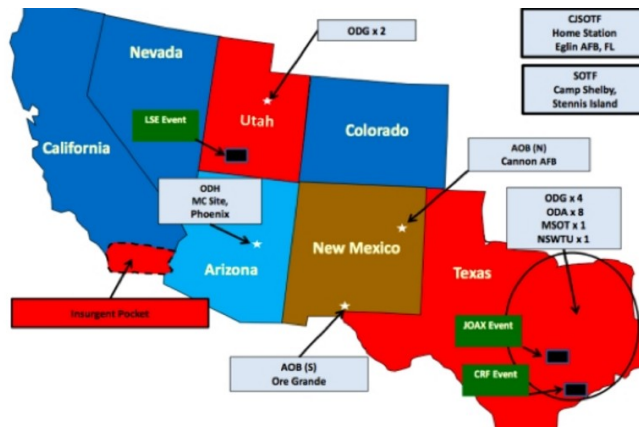 ODG x 2
CJSOTF
Home Station
Eglin AFB, FL
SOTF
Camp Shelby,
Stennis Island
Nevada
LSE Event
Utah
Colorado
California
AOB (N)
Cannon AFB
ODH
MC Site,
Phoenix
ODG x 4
ODA x 8
MSOT x 1
NSWTU x 1
New Mexico
Arizona
Texas
Insurgent Pocket
JOAX Event
AOB (S)
Ore Grande
CRF Event